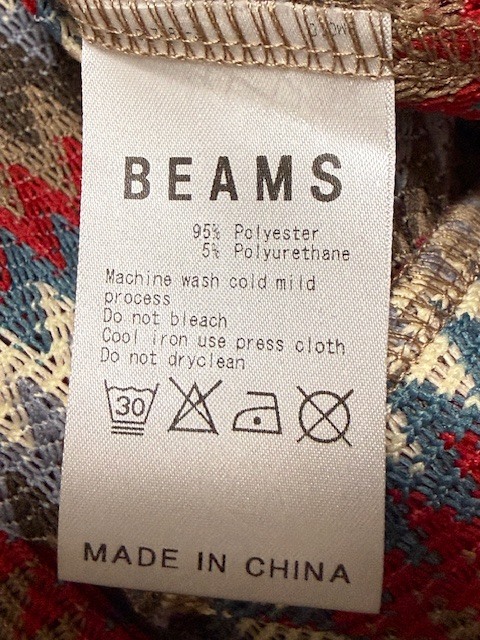 BEAMS
95% Polyester
5% Polyurethane
Machine wash cold mild
process
Do not bleach
Cool iron use press cloth
Do not dryclean
30
MADE IN CHINA